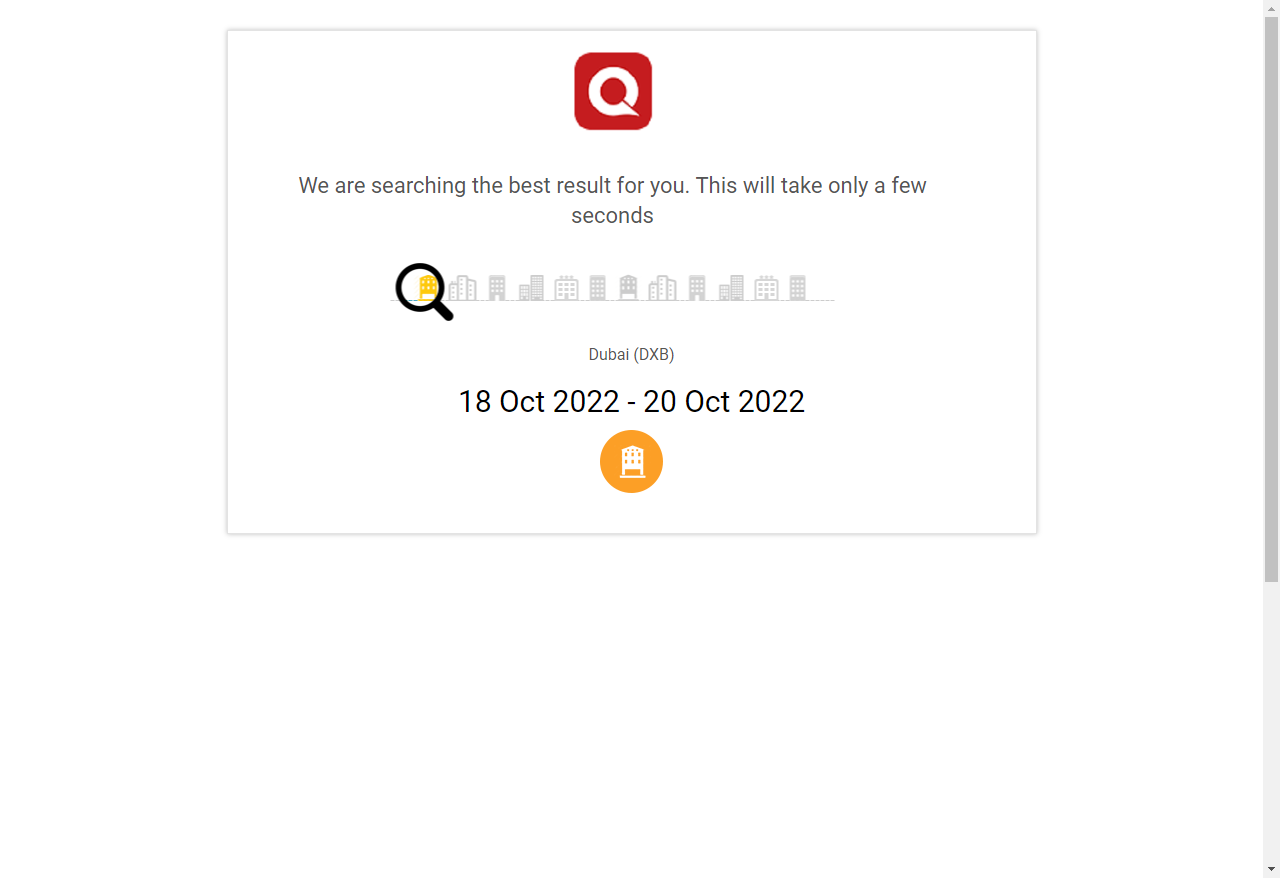 We are searching the best result for you. This will take only a few
seconds
Dubai (DXB)
18 Oct 2022 - 20 Oct 2022